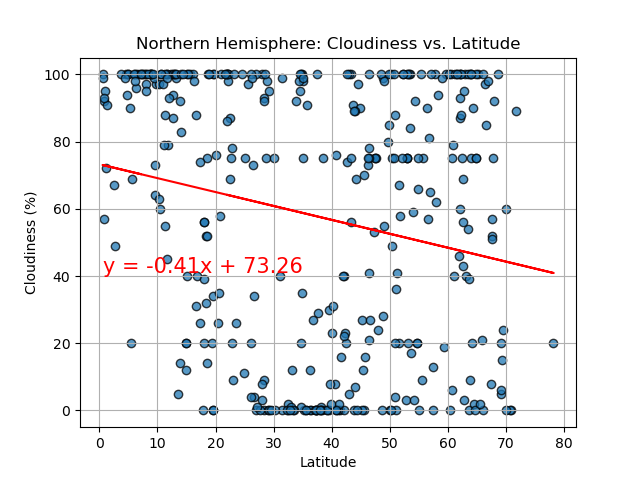 Northern Hemisphere: Cloudiness vs. Latitude
Cloudiness (%)
100
80
60
40
20
0
y = -0.41x + 73.26
0 10 20 30 40 50 60 70 80
Latitude